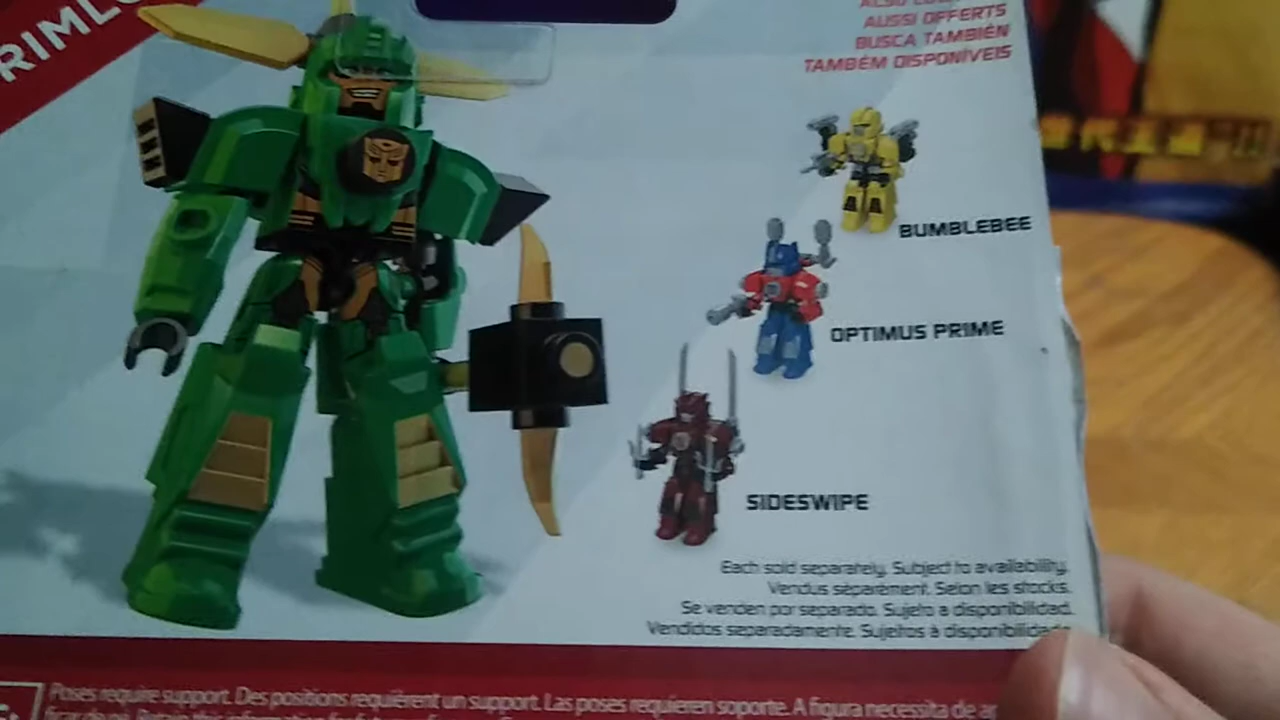 RIMLO
AUSSI OFFERTS
BUSCA TAMBIÉN
TAMBÉM DISPONÍVEIS
BUMBLEBEE
OPTIMUS PRIME
SIDESWIPE
Each sold separately. Subject to availability.
Vendus séparément. Selon les stocks.
Se venden por separado. Sujeto a disponibilidad.
Vendidos separadamente. Sujeitos à disponibilidade.
Poses require support. Des positions requièrent un support. Las poses requieren soporte. A figura necessita de ap